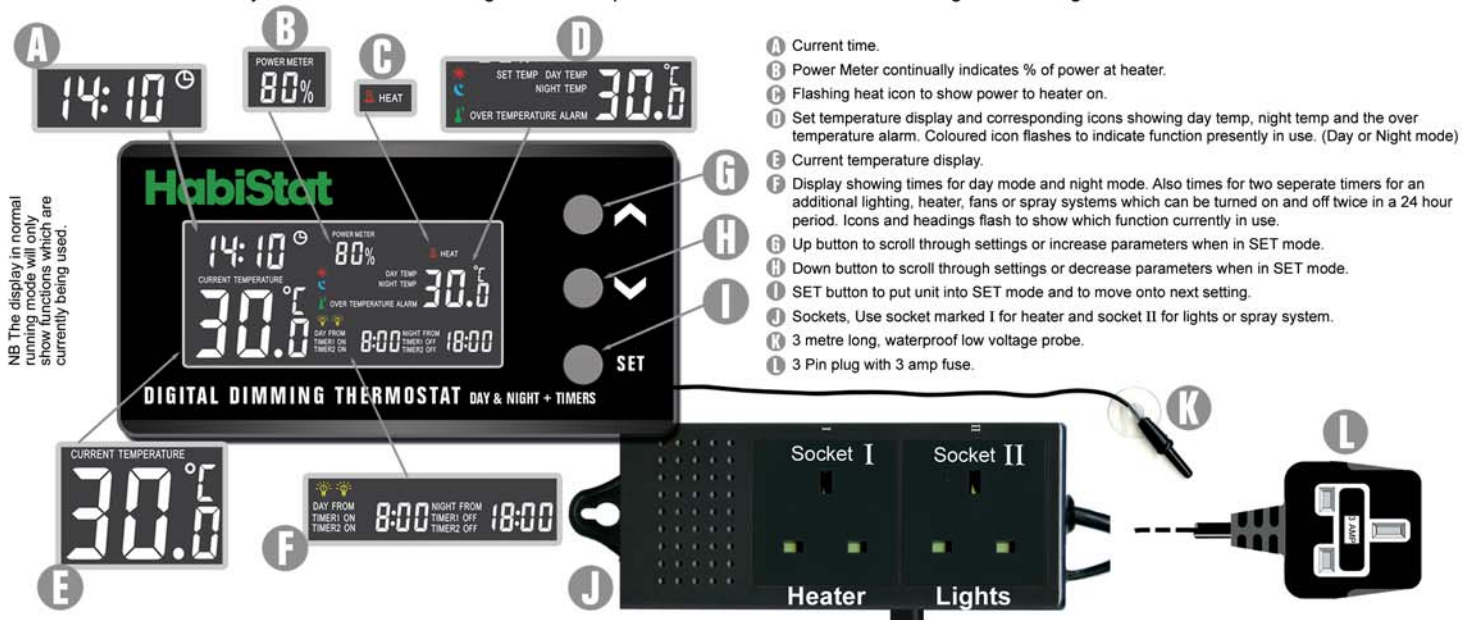 A
14:10
B
POWER METER
80%
C
HEAT
D
SET TEMP DAY TEMP
NIGHT TEMP
OVER TEMPERATURE ALARM
30.0
°C
A Current time.
B Power Meter continually indicates % of power at heater.
C Flashing heat icon to show power to heater on.
D Set temperature display and corresponding icons showing day temp, night temp and the over
temperature alarm. Coloured icon flashes to indicate function presently in use. (Day or Night mode)
E Current temperature display.
F Display showing times for day mode and night mode. Also times for two seperate timers for an
additional lighting, heater, fans or spray systems which can be turned on and off twice in a 24 hour
period. Icons and headings flash to show which function currently in use.
G Up button to scroll through settings or increase parameters when in SET mode.
H Down button to scroll through settings or decrease parameters when in SET mode.
I SET button to put unit into SET mode and to move onto next setting.
J Sockets, Use socket marked I for heater and socket II for lights or spray system.
K 3 metre long, waterproof low voltage probe.
L 3 Pin plug with 3 amp fuse.
NB The display in normal
running mode will only
show functions which are
currently being used.
HabiStat
14:10
POWER METER
80%
HEAT
CURRENT TEMPERATURE
30.0
°C
DAY TEMP
NIGHT TEMP
OVER TEMPERATURE ALARM
30.0
°C
DAY FROM
TIMER1 ON
TIMER2 ON
8:00
NIGHT FROM
TIMER1 OFF
TIMER2 OFF
18:00
SET
DIGITAL DIMMING THERMOSTAT DAY & NIGHT + TIMERS
G
H
I
CURRENT TEMPERATURE
30.0
°C
E
DAY FROM
TIMER1 ON
TIMER2 ON
8:00
NIGHT FROM
TIMER1 OFF
TIMER2 OFF
18:00
F
I
II
Socket I
Socket II
Heater
Lights
J
K
L
3 AMP